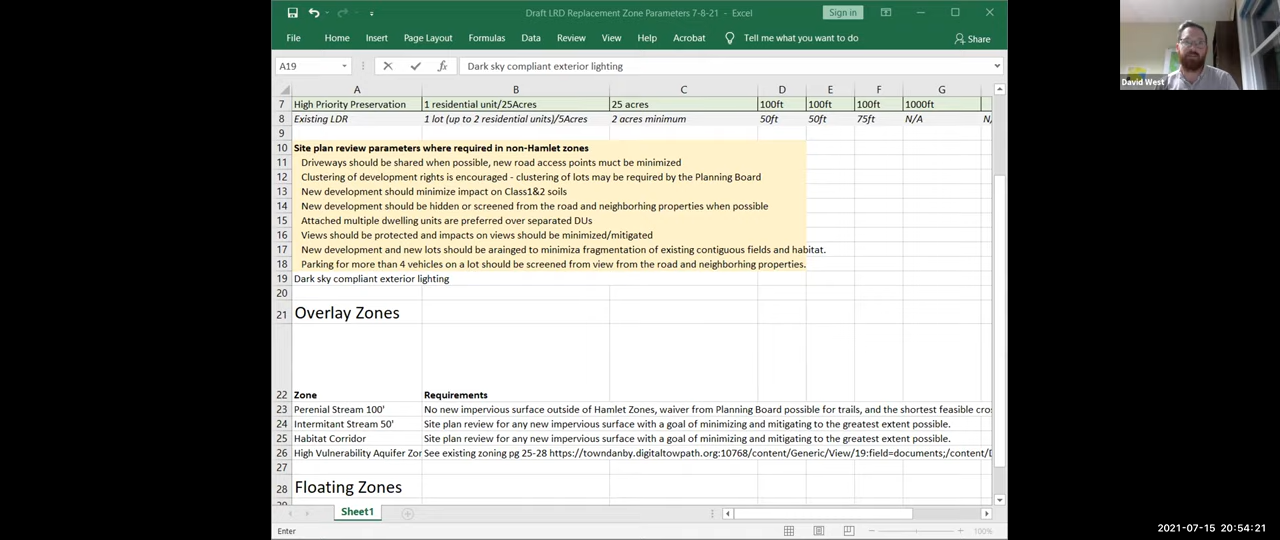 Draft LRD Replacement Zone Parameters 7-8-21 - Excel
Sign in
File Home Insert Page Layout Formulas Data Review View Help Acrobat Tell me what you want to do Share
David West
A19 fx Dark sky compliant exterior lighting
A B C D E F G
7 High Priority Preservation 1 residential unit/25Acres 25 acres 100ft 100ft 100ft 1000ft
8 Existing LDR 1 lot (up to 2 residential units)/5Acres 2 acres minimum 50ft 50ft 75ft N/A N/
9
10 Site plan review parameters where required in non-Hamlet zones
11 Driveways should be shared when possible, new road access points muct be minimized
12 Clustering of development rights is encouraged - clustering of lots may be required by the Planning Board
13 New development should minimize impact on Class1&2 soils
14 New development should be hidden or screened from the road and neighborhing properties when possible
15 Attached multiple dwelling units are preferred over separated DUs
16 Views should be protected and impacts on views should be minimized/mitigated
17 New development and new lots should be arainged to minimiza fragmentation of existing contiguous fields and habitat.
18 Parking for more than 4 vehicles on a lot should be screened from view from the road and neighborhing properties.
19 Dark sky compliant exterior lighting
20
21 Overlay Zones
22 Zone Requirements
23 Perenial Stream 100' No new impervious surface outside of Hamlet Zones, waiver from Planning Board possible for trails, and the shortest feasible cros
24 Intermitant Stream 50' Site plan review for any new impervious surface with a goal of minimizing and mitigating to the greatest extent possible.
25 Habitat Corridor Site plan review for any new impervious surface with a goal of minimizing and mitigating to the greatest extent possible.
26 High Vulnerability Aquifer Zor See existing zoning pg 25-28 https://towndanby.digitaltowpath.org:10768/content/Generic/View/19:field=documents;/content/D
27
28 Floating Zones
Sheet1
Enter
100%
2021-07-15 20:54:21